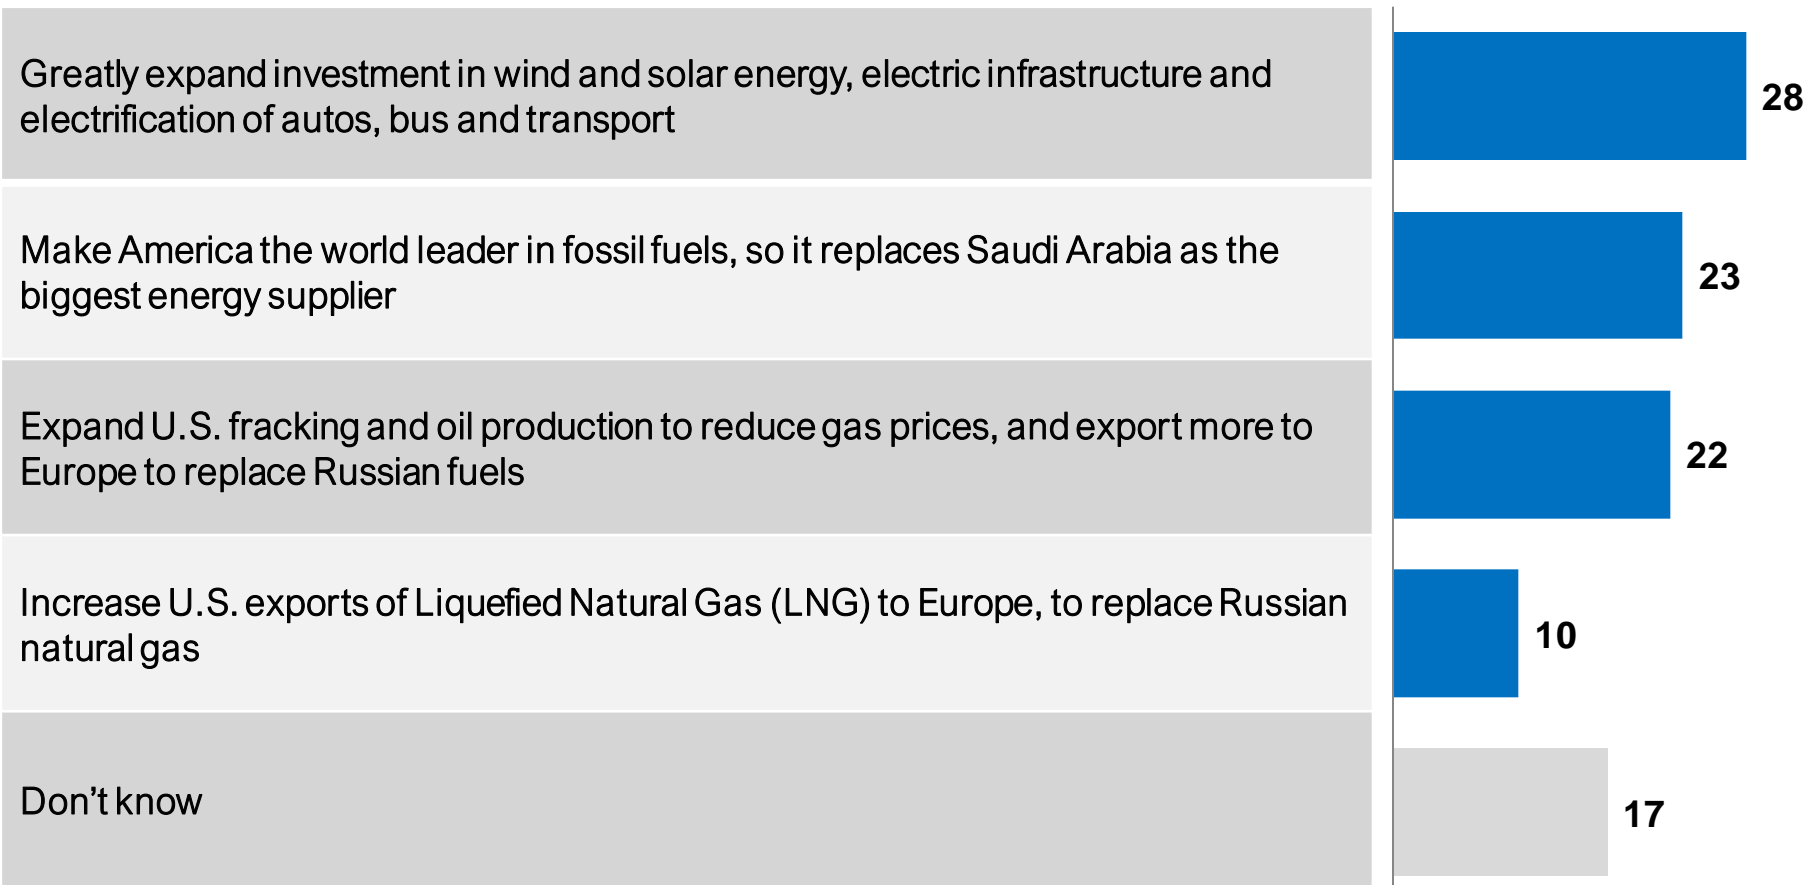 Greatly expand investment in wind and solar energy, electric infrastructure and
electrification of autos, bus and transport
28
Make America the world leader in fossil fuels, so it replaces Saudi Arabia as the
biggest energy supplier
23
Expand U.S. fracking and oil production to reduce gas prices, and export more to
Europe to replace Russian fuels
22
Increase U.S. exports of Liquefied Natural Gas (LNG) to Europe, to replace Russian
natural gas
10
Don’t know
17